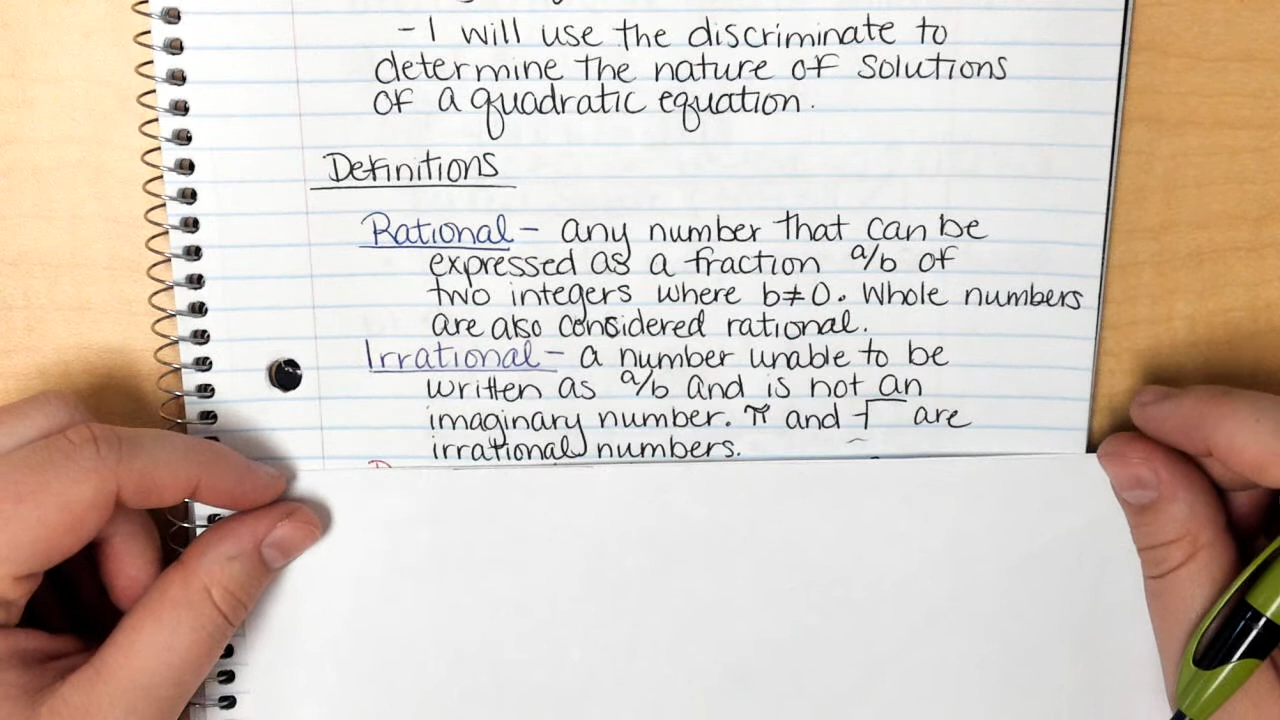 - I will use the discriminate to
determine the nature of solutions
of a quadratic equation.
Definitions
Rational - any number that can be
expressed as a fraction a/b of
two integers where b≠0. Whole numbers
are also considered rational.
Irrational - a number unable to be
written as a/b and is not an
imaginary number. π and √ are
irrational numbers.